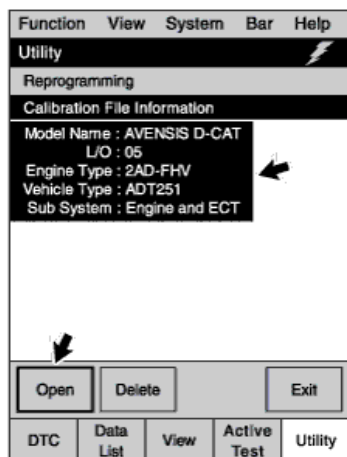 Function View System Bar Help
Utility
Reprogramming
Calibration File Information
Model Name : AVENSIS D-CAT
L/O : 05
Engine Type : 2AD-FHV
Vehicle Type : ADT251
Sub System : Engine and ECT
Open Delete Exit
DTC Data List View Active Test Utility